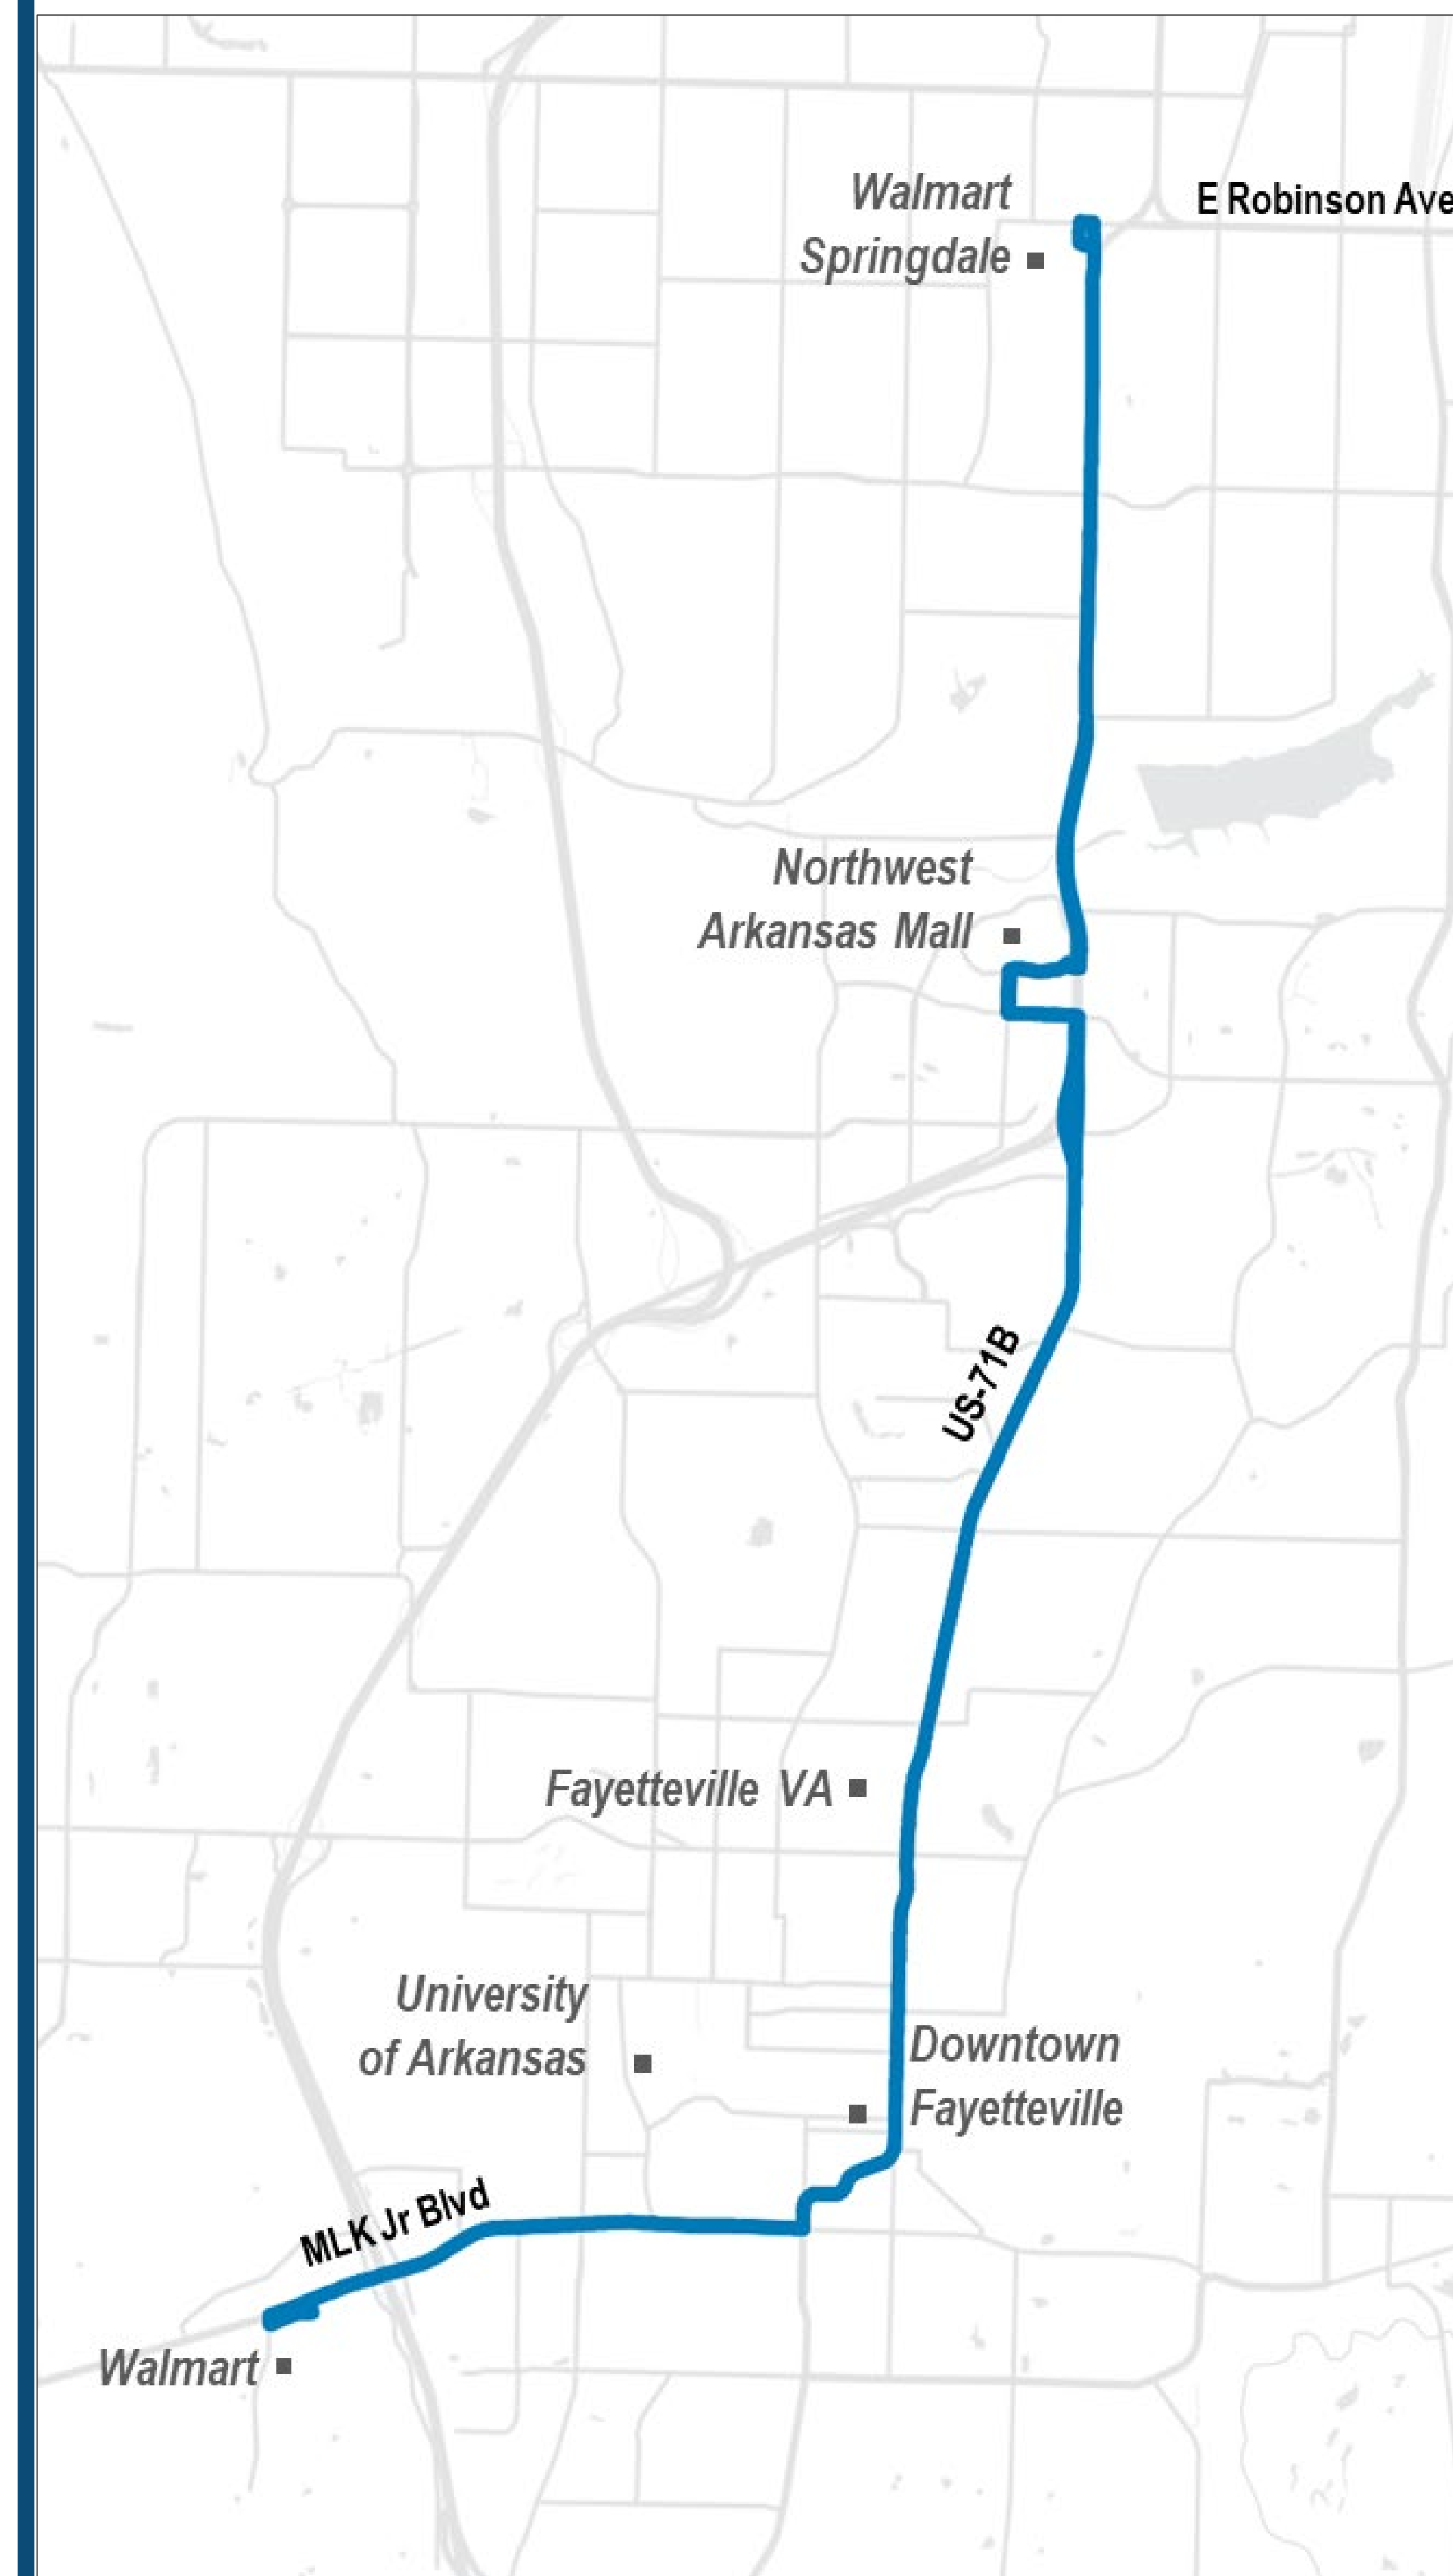 Walmart
Springdale
E Robinson Ave
Northwest
Arkansas Mall
US-71B
Fayetteville VA
University
of Arkansas
Downtown
Fayetteville
MLK Jr Blvd
Walmart